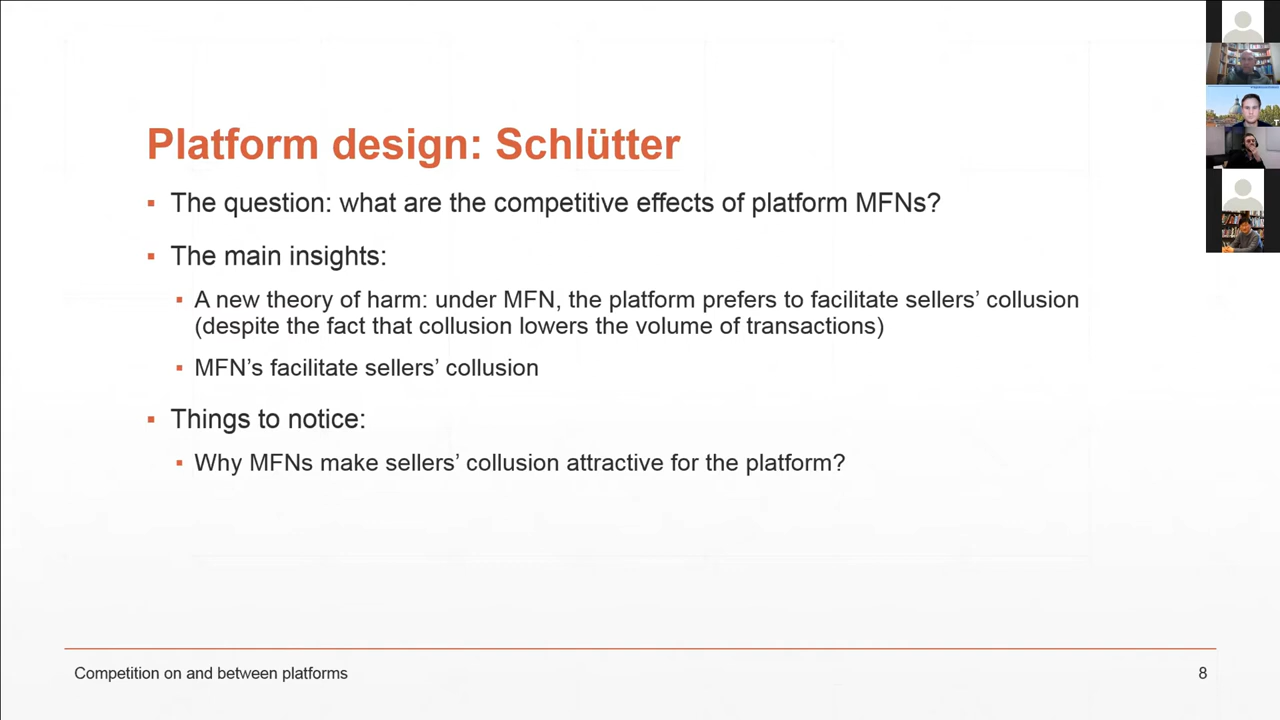 Platform design: Schlütter
▪ The question: what are the competitive effects of platform MFNs?
▪ The main insights:
▪ A new theory of harm: under MFN, the platform prefers to facilitate sellers’ collusion
(despite the fact that collusion lowers the volume of transactions)
▪ MFN’s facilitate sellers’ collusion
▪ Things to notice:
▪ Why MFNs make sellers’ collusion attractive for the platform?
Competition on and between platforms
8